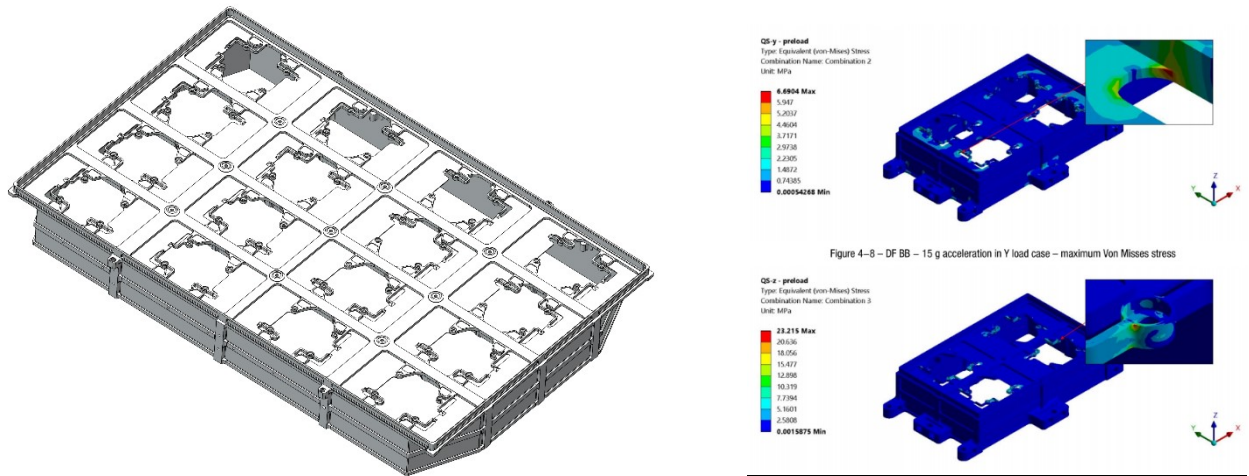 QS-y - preload
Type: Equivalent (von-Mises) Stress
Combination Name: Combination 2
Unit: MPa
6.6904 Max
5.947
5.2037
4.4604
3.7171
2.9738
2.2305
1.4872
0.74385
0.00054268 Min
Z
Y
X
Figure 4–8 – DF BB – 15 g acceleration in Y load case – maximum Von Misses stress
QS-z - preload
Type: Equivalent (von-Mises) Stress
Combination Name: Combination 3
Unit: MPa
23.215 Max
20.636
18.056
15.477
12.898
10.319
7.7394
5.1601
2.5808
0.0015875 Min
Z
Y
X